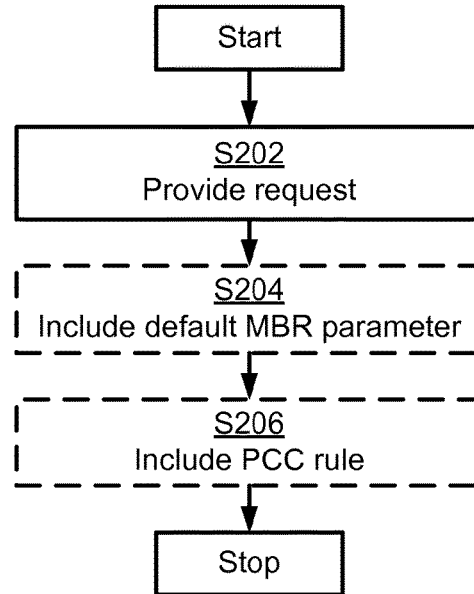 Start
S202
Provide request
S204
Include default MBR parameter
S206
Include PCC rule
Stop